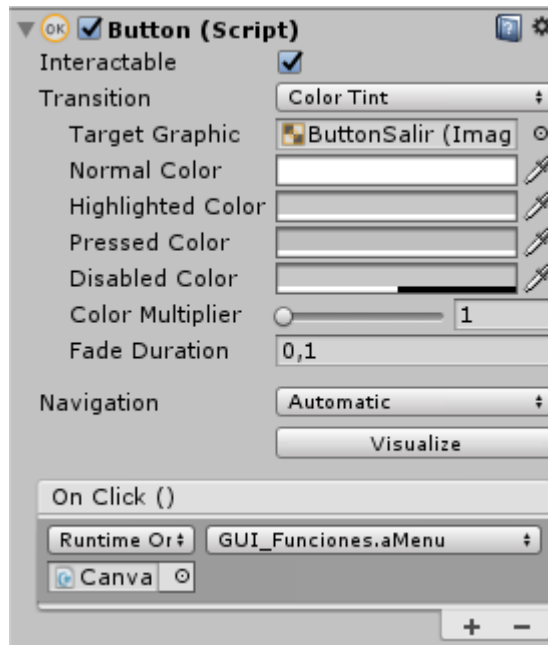 OK Button (Script)
Interactable
Transition Color Tint
Target Graphic ButtonSalir (Imag
Normal Color
Highlighted Color
Pressed Color
Disabled Color
Color Multiplier 1
Fade Duration 0,1
Navigation Automatic
Visualize
On Click ()
Runtime Or GUI_Funciones.aMenu
Canva
+ −